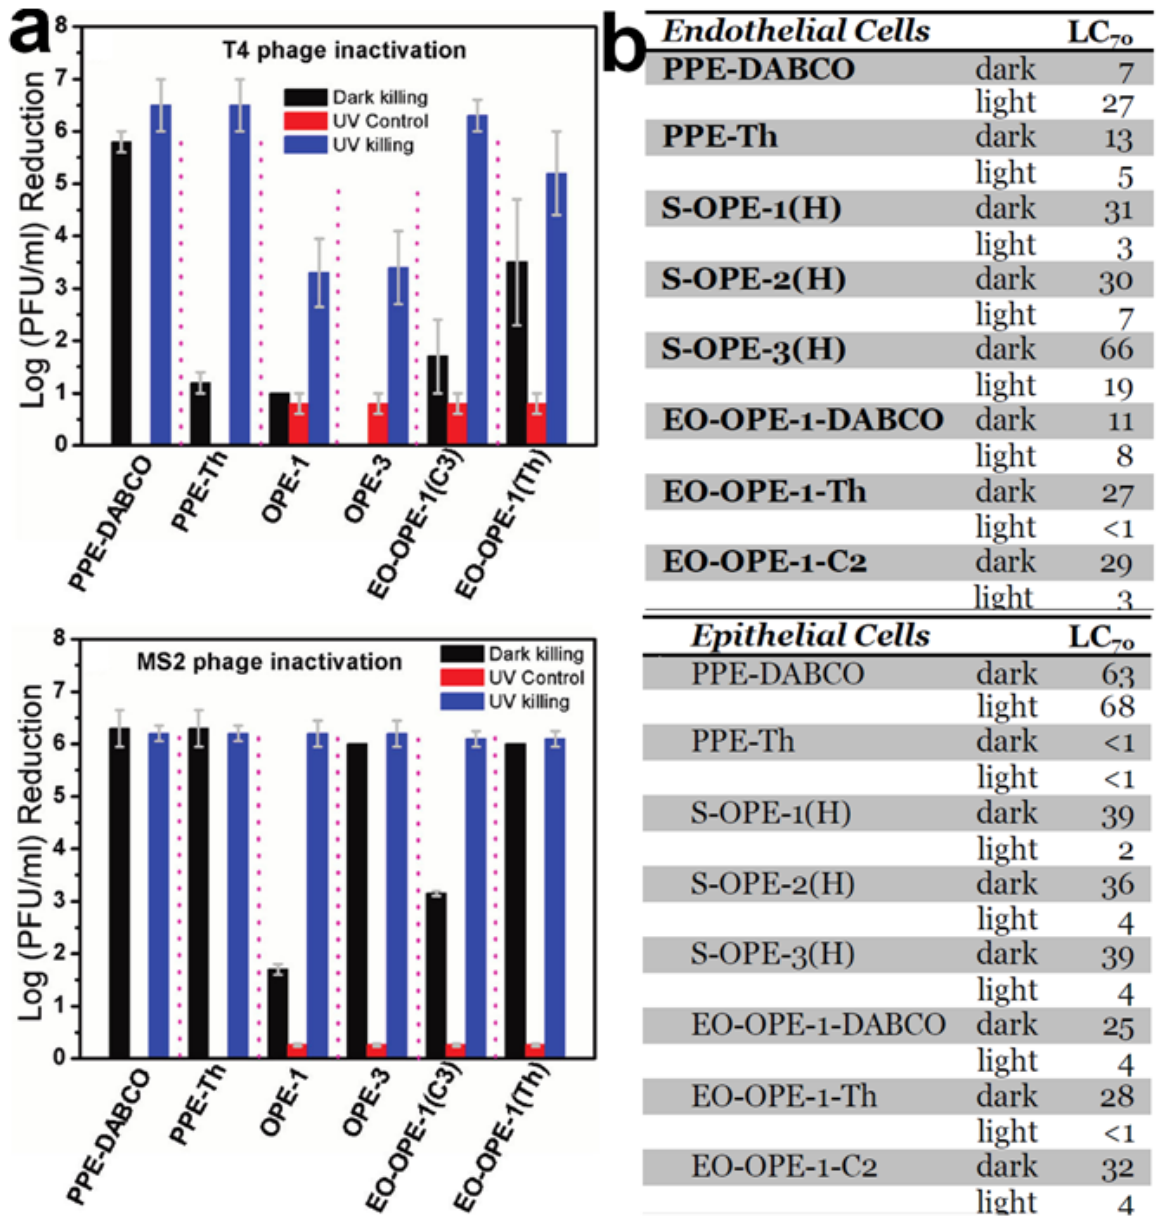 a
T4 phage inactivation
Dark killing
UV Control
UV killing
Log (PFU/ml) Reduction
8
7
6
5
4
3
2
1
0
PPE-DABCO
PPE-Th
OPE-1
OPE-3
EO-OPE-1(C3)
EO-OPE-1(Th)
MS2 phage inactivation
Dark killing
UV Control
UV killing
Log (PFU/ml) Reduction
8
7
6
5
4
3
2
1
0
PPE-DABCO
PPE-Th
OPE-1
OPE-3
EO-OPE-1(C3)
EO-OPE-1(Th)
b
Endothelial Cells LC₇₀
PPE-DABCO dark 7
light 27
PPE-Th dark 13
light 5
S-OPE-1(H) dark 31
light 3
S-OPE-2(H) dark 30
light 7
S-OPE-3(H) dark 66
light 19
EO-OPE-1-DABCO dark 11
light 8
EO-OPE-1-Th dark 27
light <1
EO-OPE-1-C2 dark 29
light 3
Epithelial Cells LC₇₀
PPE-DABCO dark 63
light 68
PPE-Th dark <1
light <1
S-OPE-1(H) dark 39
light 2
S-OPE-2(H) dark 36
light 4
S-OPE-3(H) dark 39
light 4
EO-OPE-1-DABCO dark 25
light 4
EO-OPE-1-Th dark 28
light <1
EO-OPE-1-C2 dark 32
light 4